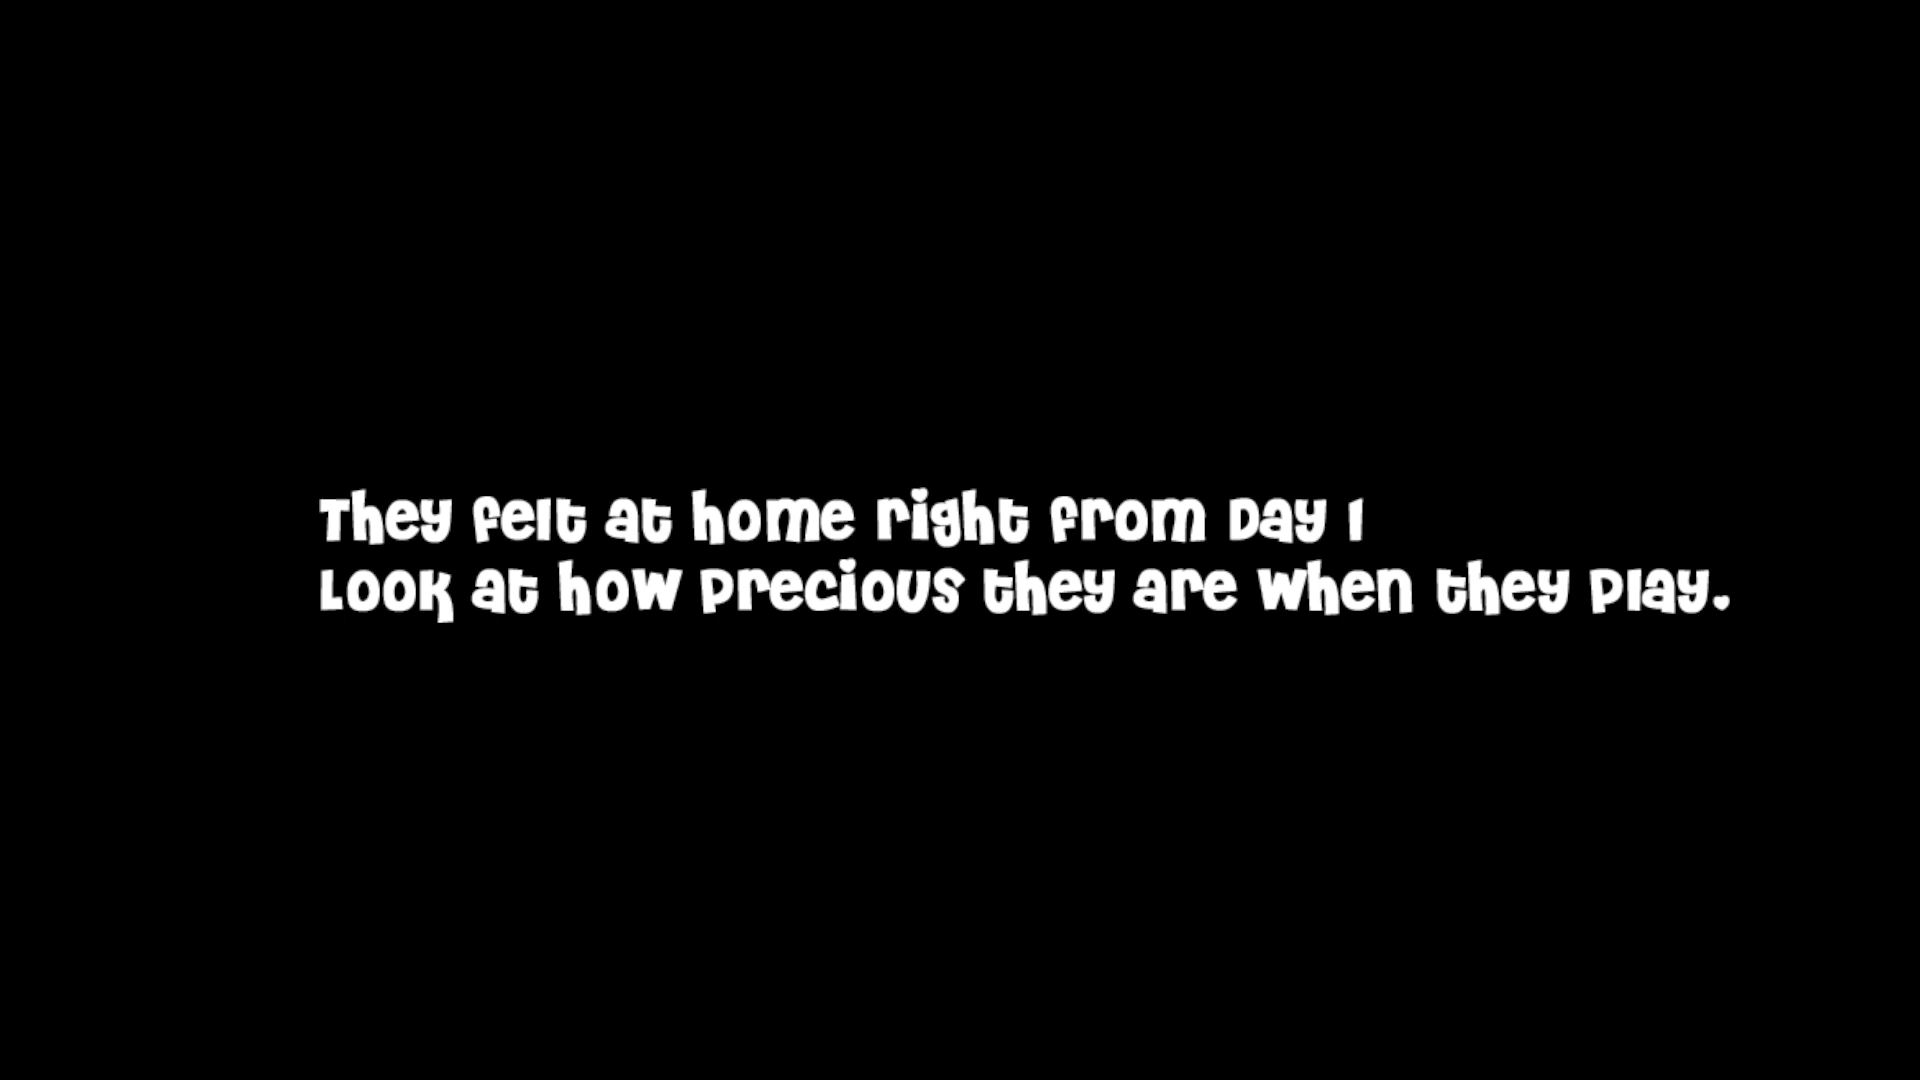 They felt at home right from Day 1
Look at how precious they are when they play.